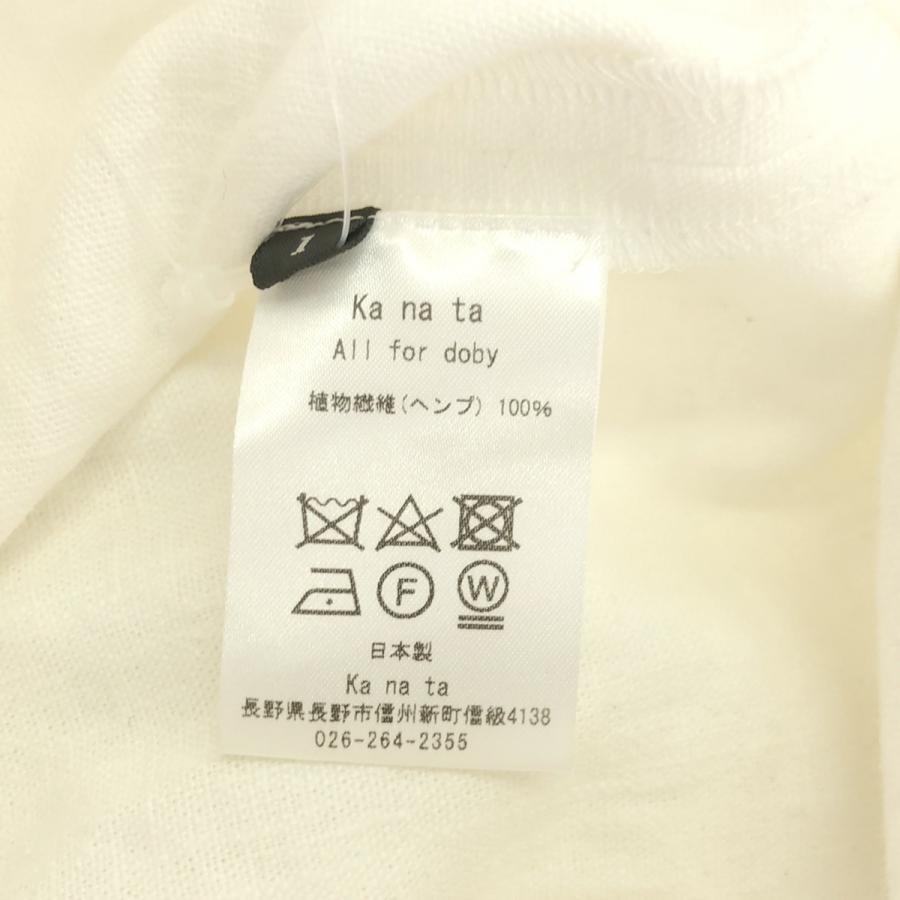 1
Ka na ta
All for doby
植物繊維(ヘンプ) 100%
F W
日本製
Ka na ta
長野県長野市信州新町信級4138
026-264-2355